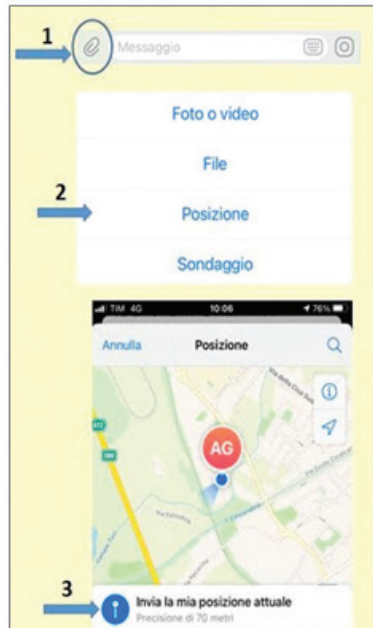 1
Messaggio
Foto o video
File
2
Posizione
Sondaggio
TIM 4G 10:06 76%
Annulla Posizione
AG
3
Invia la mia posizione attuale
Precisione di 70 metri